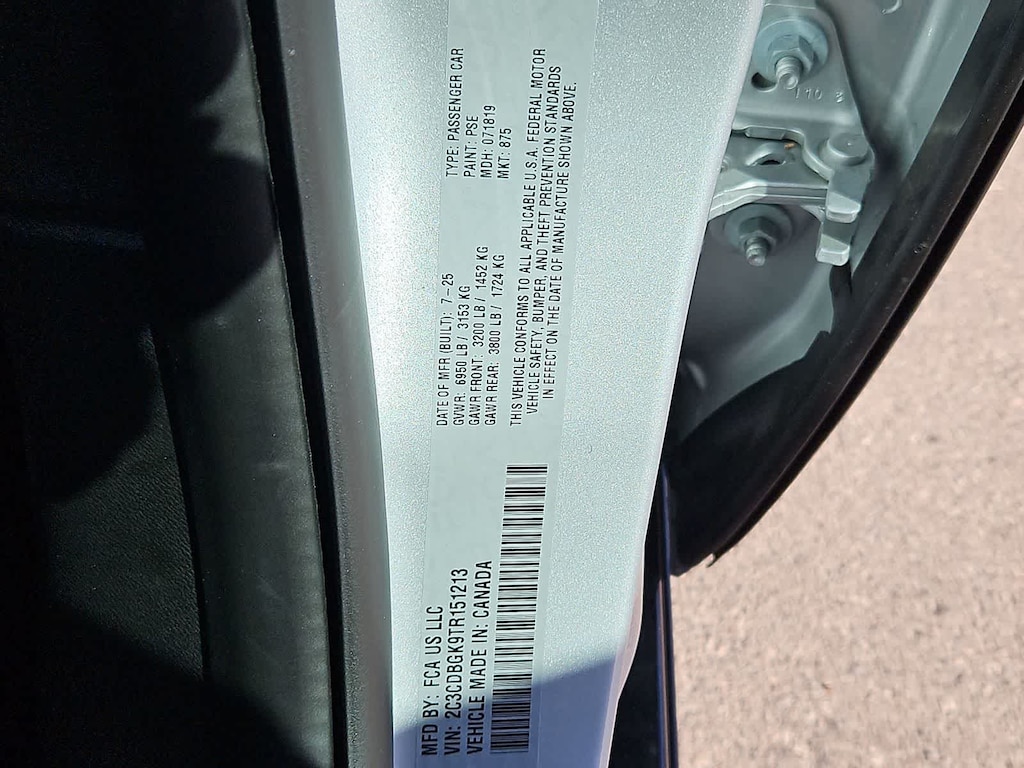 MFD BY: FCA US LLC
VIN: 2C3CDBGK9TR151213
VEHICLE MADE IN: CANADA
DATE OF MFR (BUILT): 7-25
GVWR: 6950 LB / 3153 KG
GAWR FRONT: 3200 LB / 1452 KG
GAWR REAR: 3800 LB / 1724 KG
TYPE: PASSENGER CAR
PAINT: PSE
MDH: 071819
MKT: 875
THIS VEHICLE CONFORMS TO ALL APPLICABLE U.S.A. FEDERAL MOTOR
VEHICLE SAFETY, BUMPER, AND THEFT PREVENTION STANDARDS
IN EFFECT ON THE DATE OF MANUFACTURE SHOWN ABOVE.